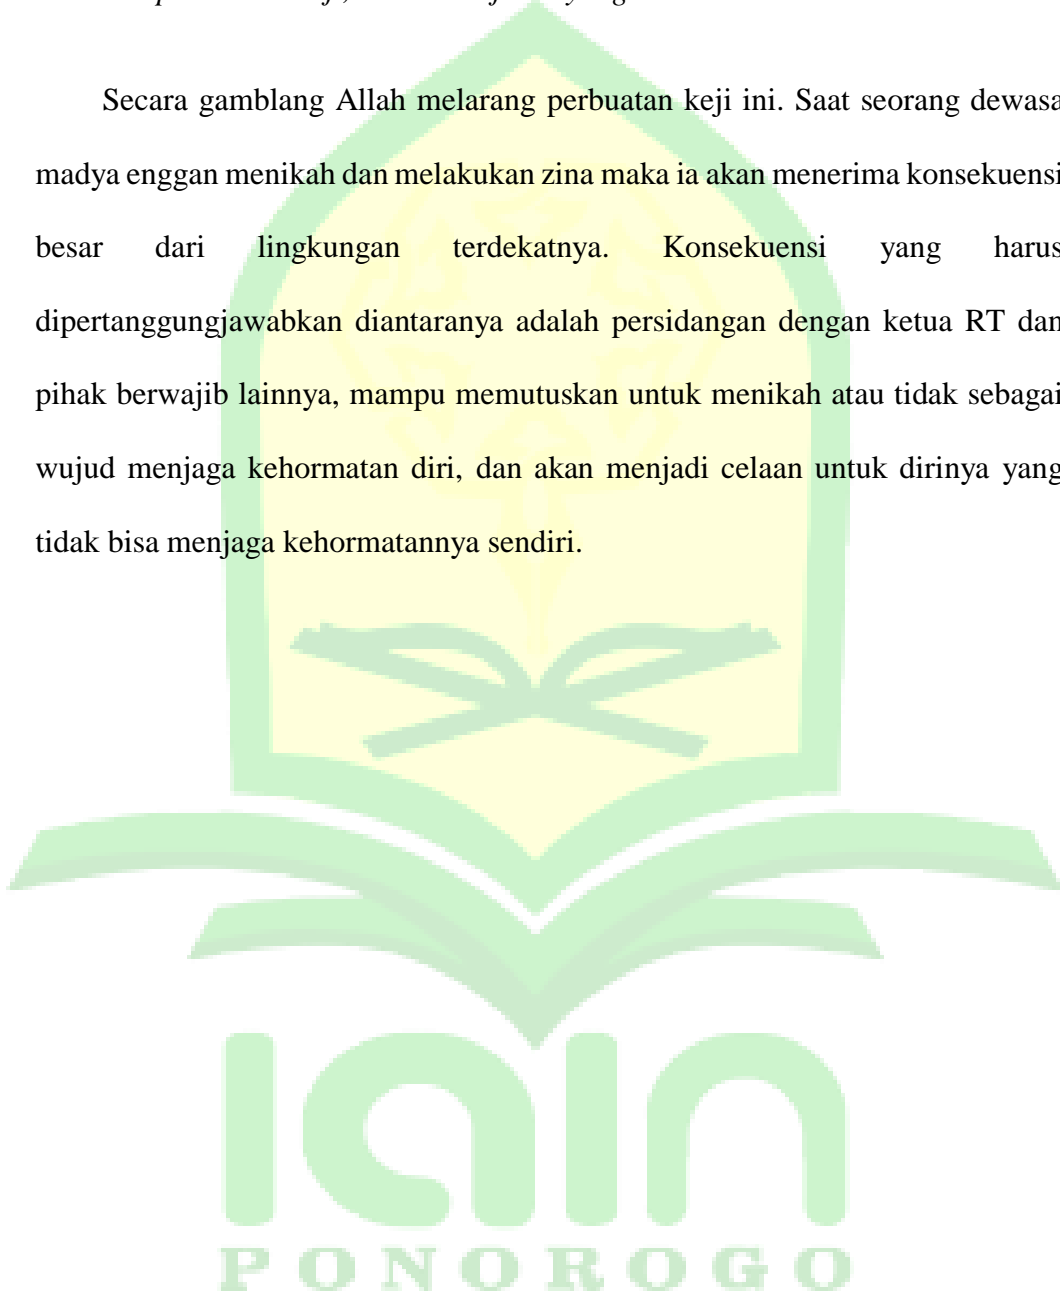 Secara gamblang Allah melarang perbuatan keji ini. Saat seorang dewasa
madya enggan menikah dan melakukan zina maka ia akan menerima konsekuensi
besar dari lingkungan terdekatnya. Konsekuensi yang harus
dipertanggungjawabkan diantaranya adalah persidangan dengan ketua RT dan
pihak berwajib lainnya, mampu memutuskan untuk menikah atau tidak sebagai
wujud menjaga kehormatan diri, dan akan menjadi celaan untuk dirinya yang
tidak bisa menjaga kehormatannya sendiri.
iain
PONOROGO